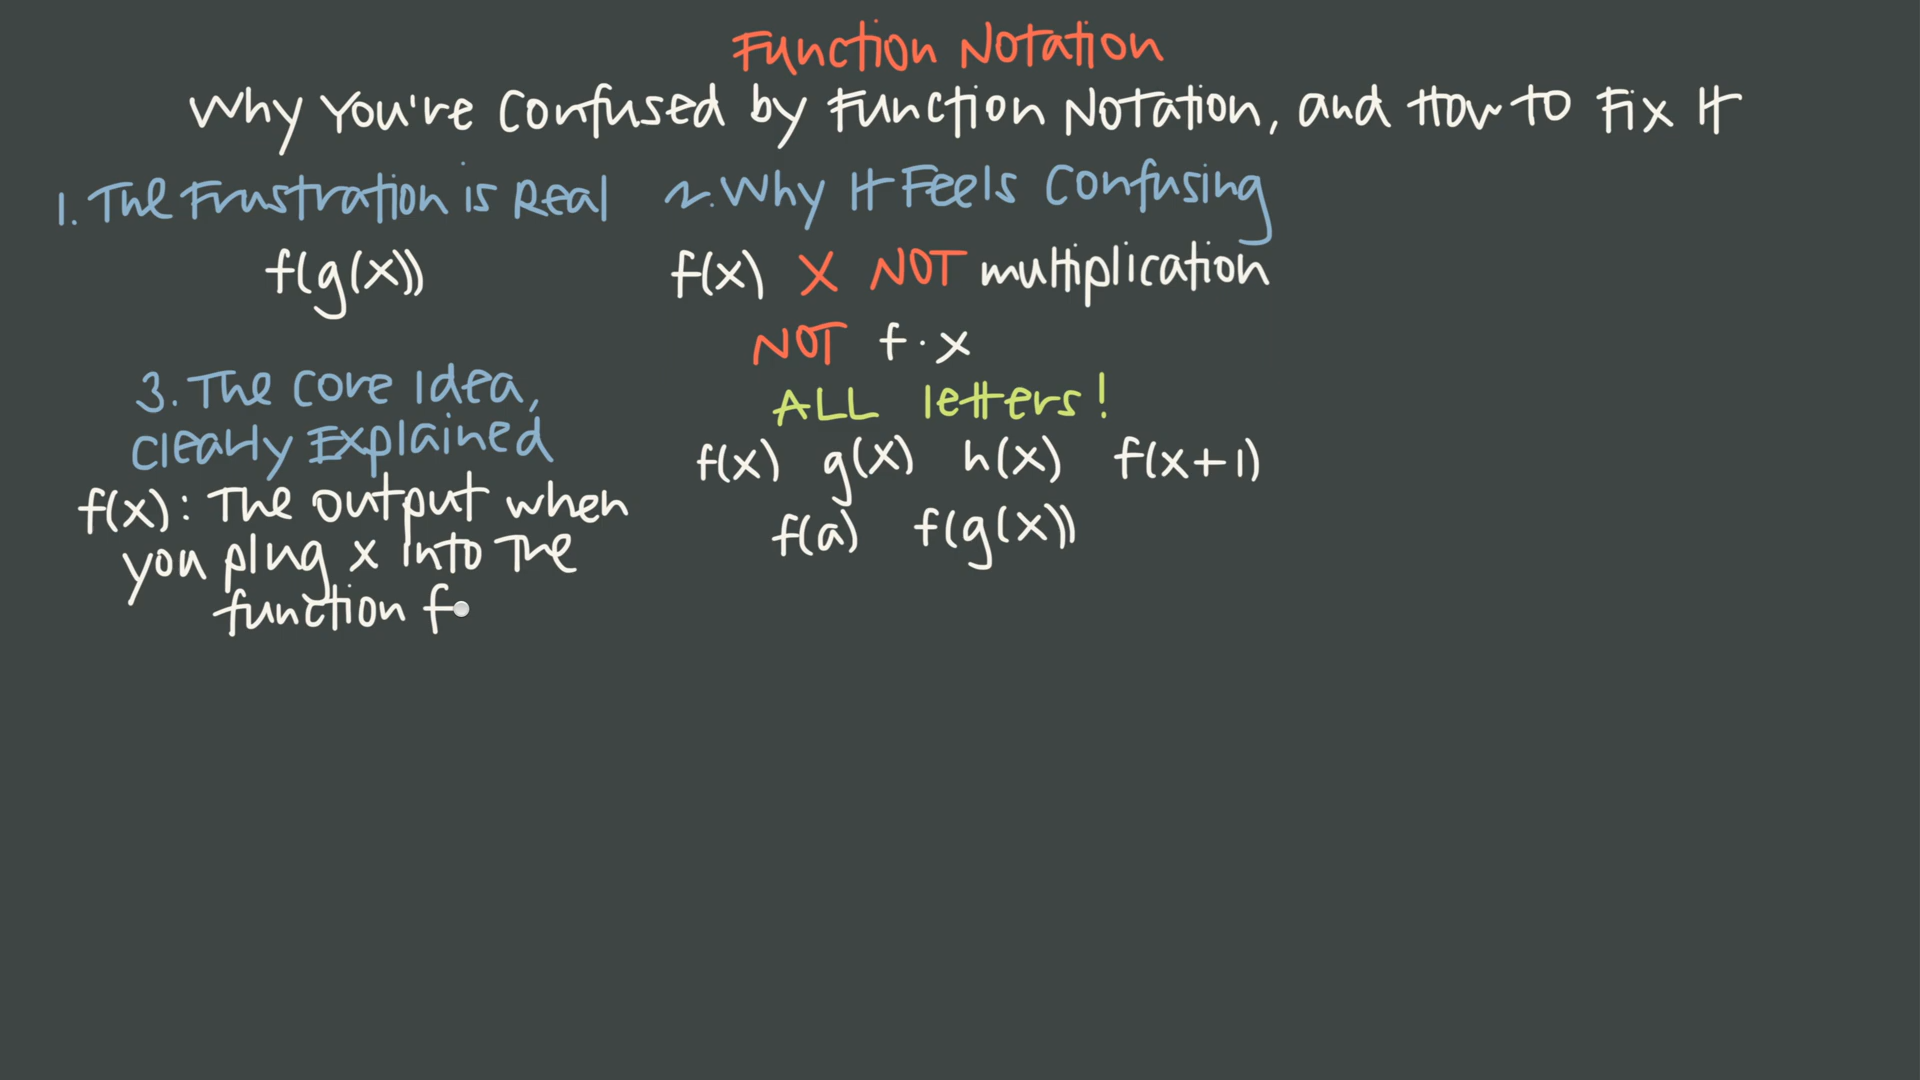 Function Notation
Why You're Confused by Function Notation, and How to Fix It
1. The Frustration is Real
f(g(x))
2. Why It Feels Confusing
f(x) X NOT multiplication
NOT f · x
ALL letters!
f(x) g(x) h(x) f(x+1)
f(a) f(g(x))
3. The Core Idea,
Clearly Explained
f(x): The output when
you plug x into the
function f